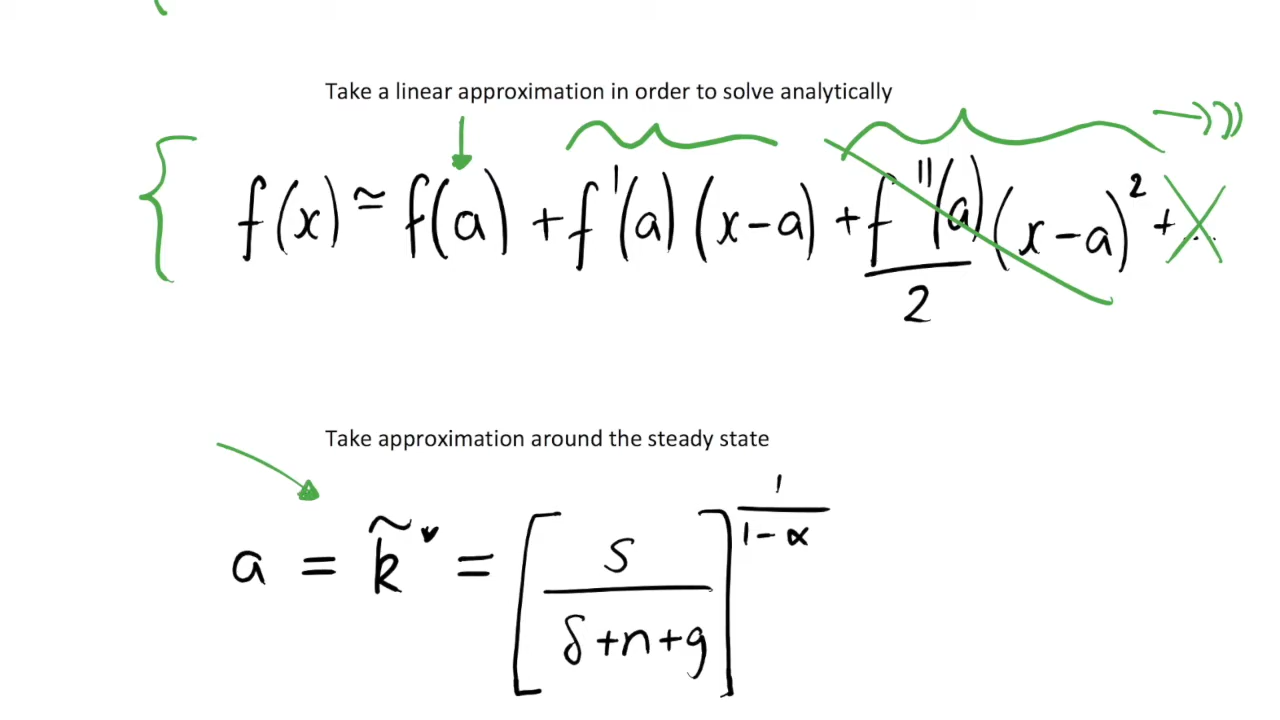 Take a linear approximation in order to solve analytically
f(x) ≃ f(a) + f'(a)(x-a) + f''(a)/2 (x-a)² + ...
Take approximation around the steady state
a = k̃* = [s / δ+n+g]^(1/1-α)